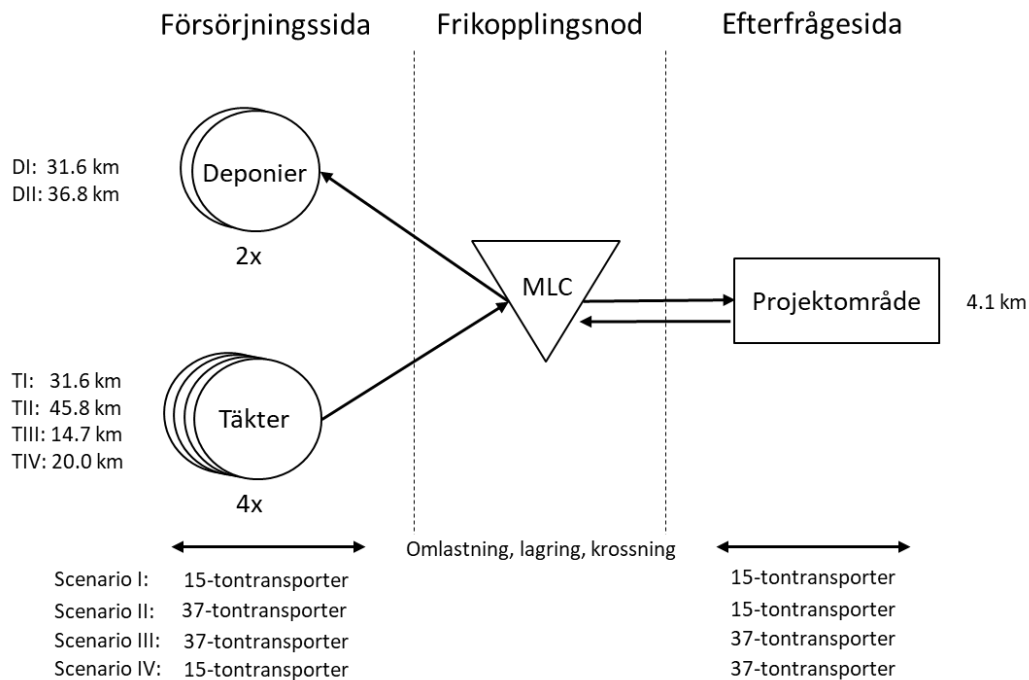 Försörjningssida
Frikopplingsnod
Efterfrågesida
DI: 31.6 km
DII: 36.8 km
Deponier
2x
MLC
Projektområde
4.1 km
TI: 31.6 km
TII: 45.8 km
TIII: 14.7 km
TIV: 20.0 km
Täkter
4x
Omlastning, lagring, krossning
Scenario I: 15-tontransporter 15-tontransporter
Scenario II: 37-tontransporter 15-tontransporter
Scenario III: 37-tontransporter 37-tontransporter
Scenario IV: 15-tontransporter 37-tontransporter